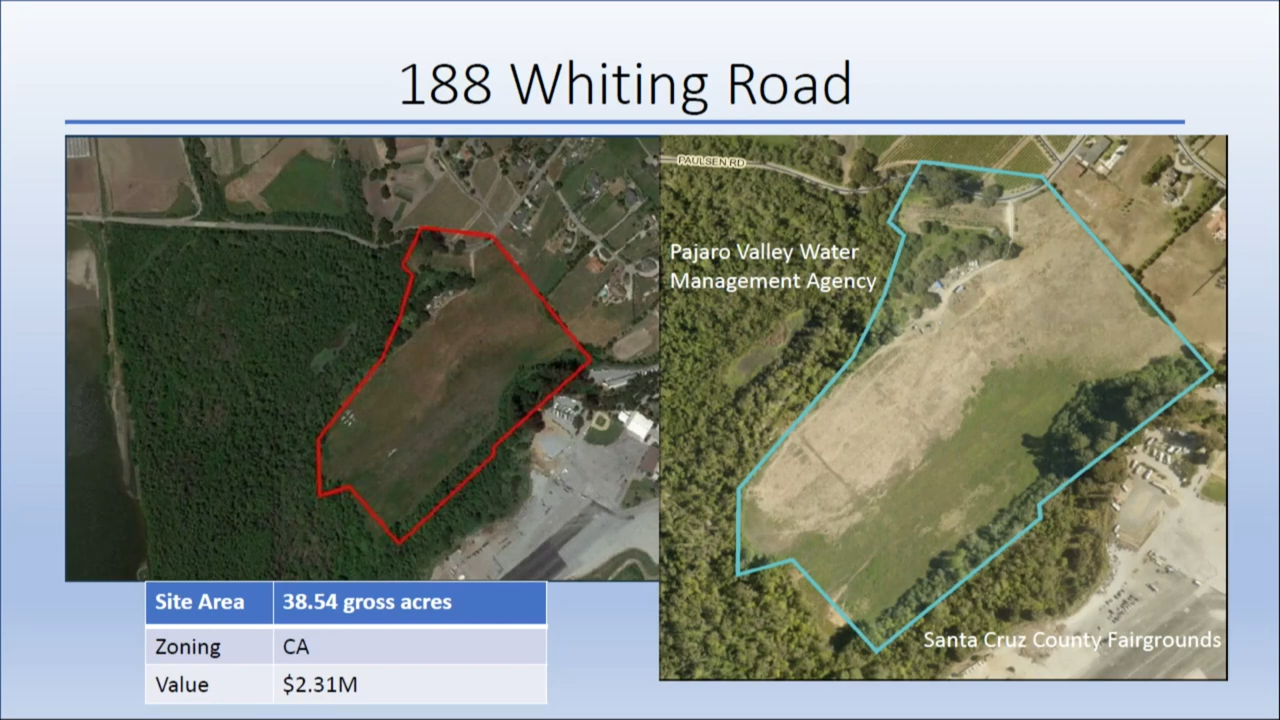 188 Whiting Road
PAULSEN RD
Pajaro Valley Water
Management Agency
Santa Cruz County Fairgrounds
Site Area 38.54 gross acres
Zoning CA
Value $2.31M